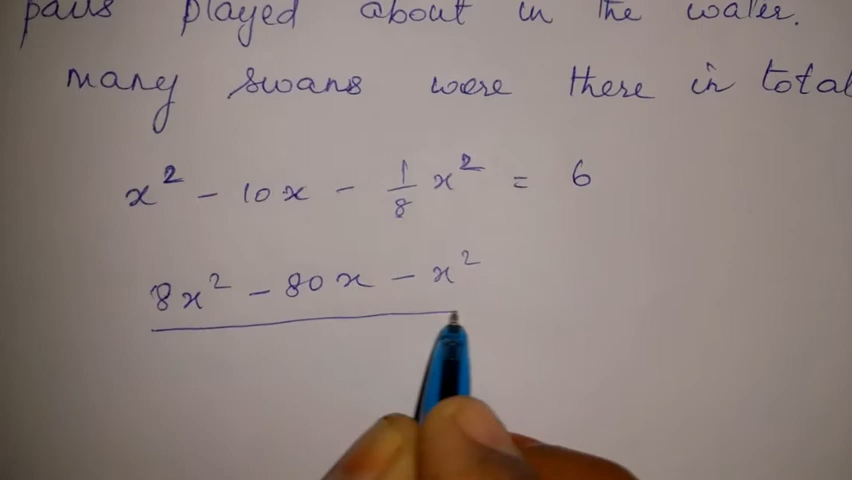 pairs played about in the water.
many swans were there in total
x² - 10x - 1/8 x² = 6
8x² - 80x - x²